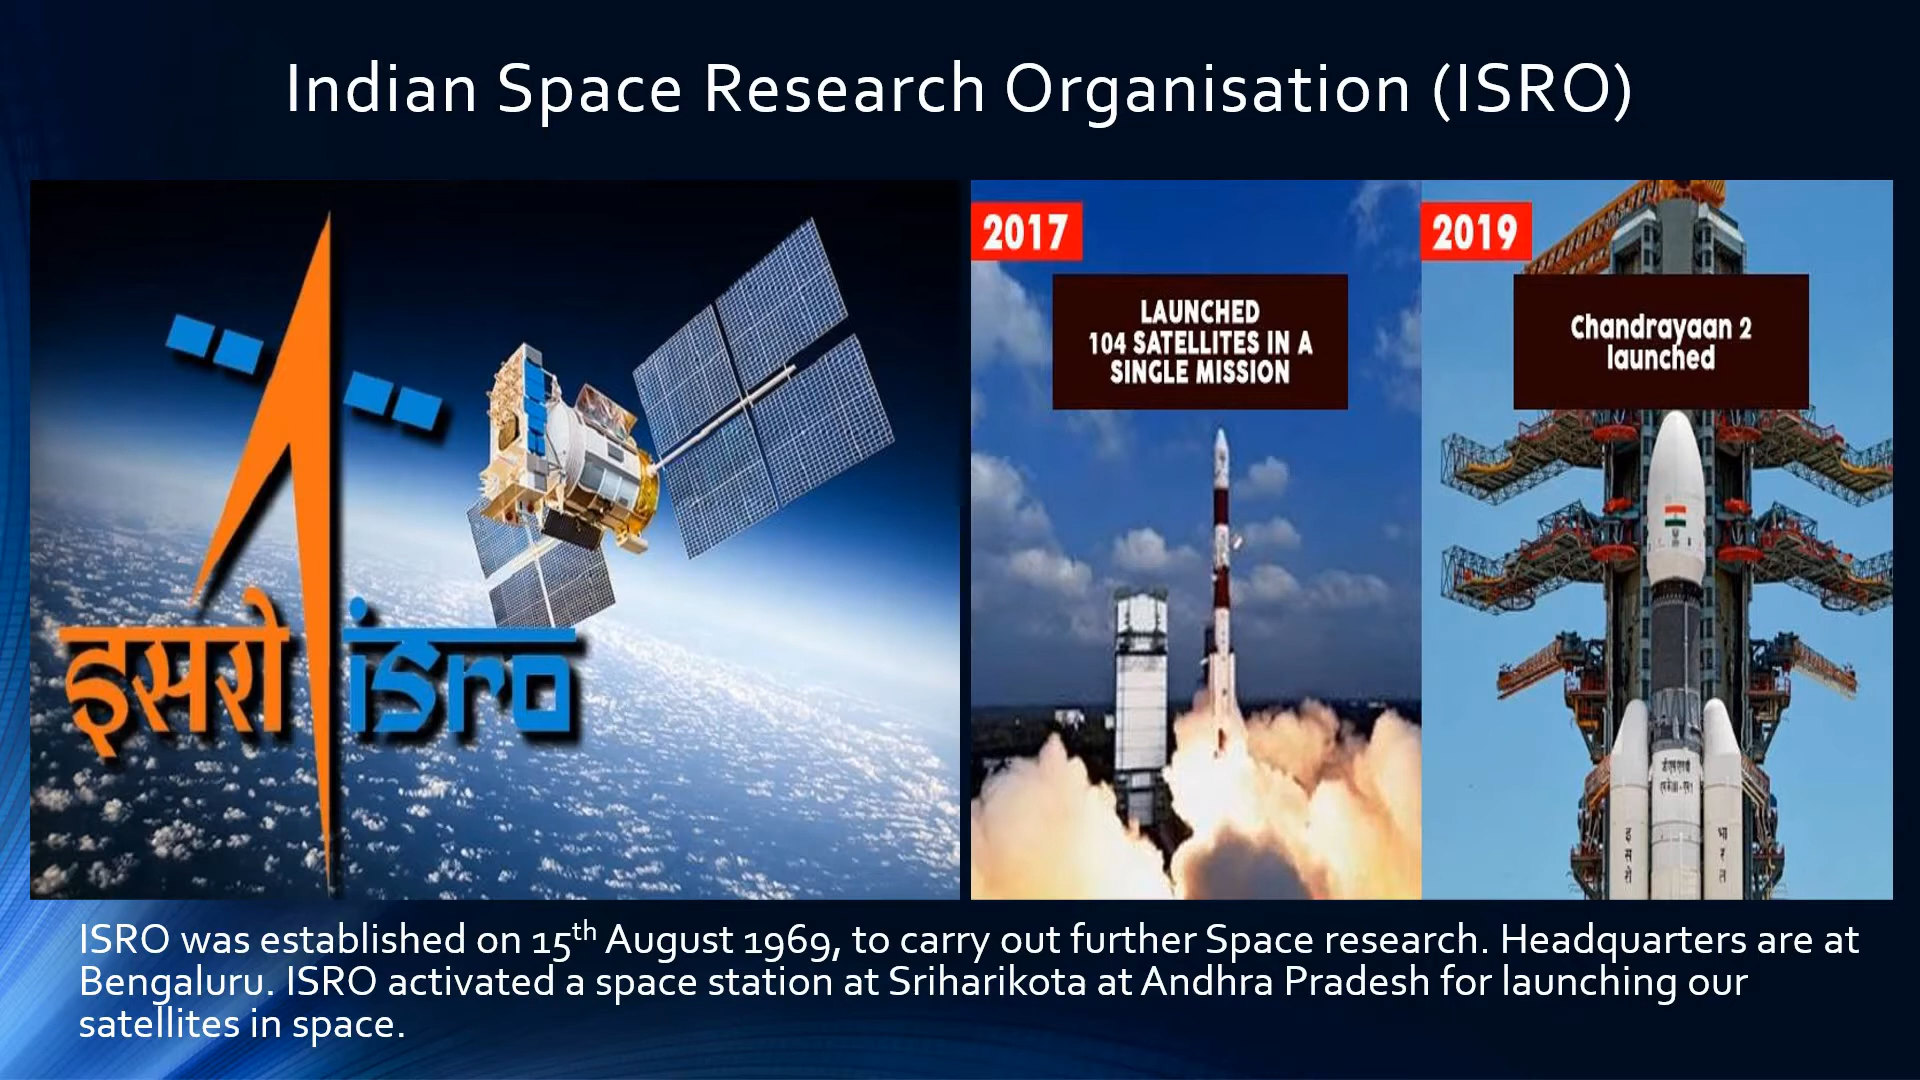 Indian Space Research Organisation (ISRO)
इसरो isro
2017
LAUNCHED
104 SATELLITES IN A
SINGLE MISSION
2019
Chandrayaan 2
launched
इसरो
भारत
ISRO was established on 15th August 1969, to carry out further Space research. Headquarters are at
Bengaluru. ISRO activated a space station at Sriharikota at Andhra Pradesh for launching our
satellites in space.